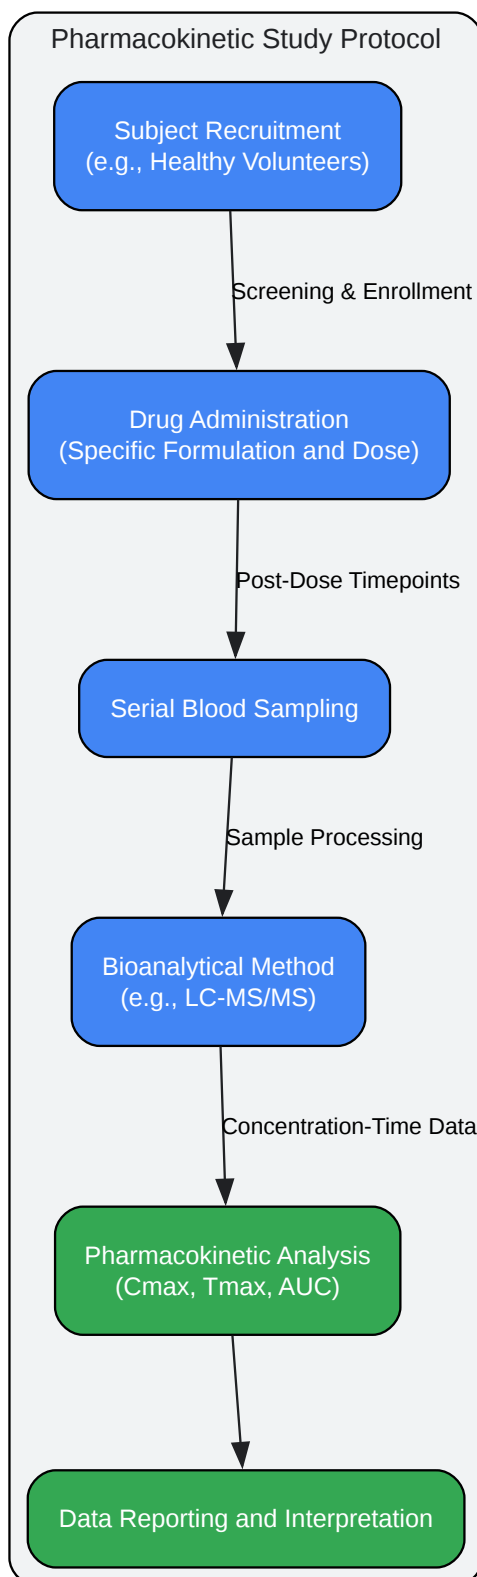 Pharmacokinetic Study Protocol
Subject Recruitment
(e.g., Healthy Volunteers)
Screening & Enrollment
Drug Administration
(Specific Formulation and Dose)
Post-Dose Timepoints
Serial Blood Sampling
Sample Processing
Bioanalytical Method
(e.g., LC-MS/MS)
Concentration-Time Data
Pharmacokinetic Analysis
(Cmax, Tmax, AUC)
Data Reporting and Interpretation